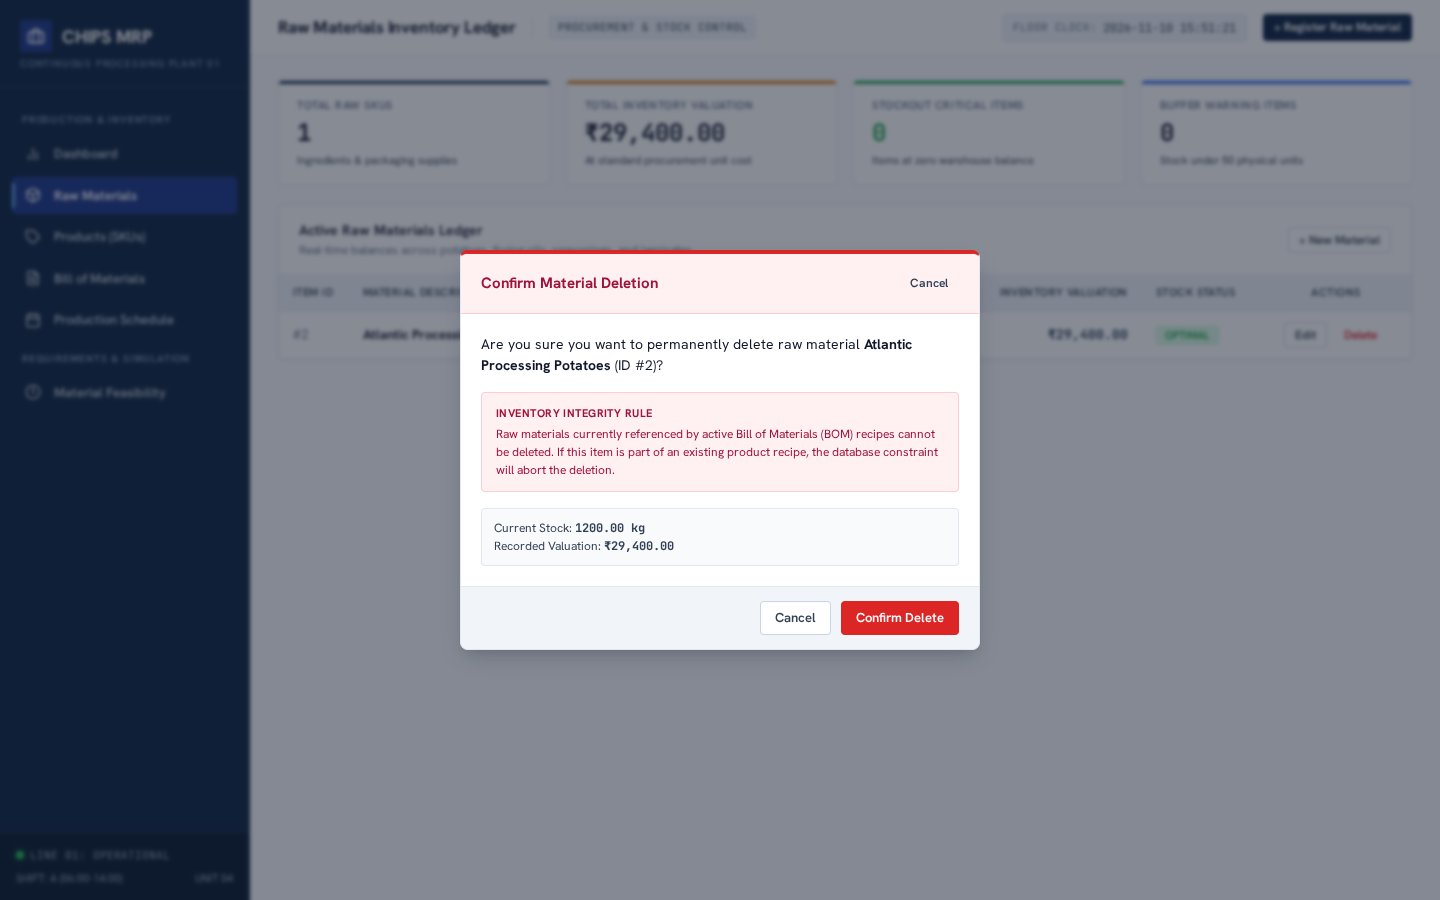 CHIPS MRP
CONTINUOUS PROCESSING PLANT 01
PRODUCTION & INVENTORY
Dashboard
Raw Materials
Products (SKUs)
Bill of Materials
Production Schedule
REQUIREMENTS & SIMULATION
Material Feasibility
LINE 01: OPERATIONAL
SHIFT: A (06:00-14:00)
Raw Materials Inventory Ledger
PROCUREMENT & STOCK CONTROL
FLOOR CLOCK: 2026-11-10 15:51:21
+ Register Raw Material
TOTAL RAW SKUS
1
Ingredients & packaging supplies
TOTAL INVENTORY VALUATION
₹29,400.00
At standard procurement unit cost
STOCKOUT CRITICAL ITEMS
0
Items at zero warehouse balance
BUFFER WARNING ITEMS
0
Stock under 50 physical units
Active Raw Materials Ledger
+ New Material
ITEM ID
INVENTORY VALUATION
STOCK STATUS
ACTIONS
#2
₹29,400.00
OPTIMAL
Edit
Delete
Confirm Material Deletion
Cancel
Are you sure you want to permanently delete raw material Atlantic
Processing Potatoes (ID #2)?
INVENTORY INTEGRITY RULE
Raw materials currently referenced by active Bill of Materials (BOM) recipes cannot
be deleted. If this item is part of an existing product recipe, the database constraint
will abort the deletion.
Current Stock: 1200.00 kg
Recorded Valuation: ₹29,400.00
Cancel
Confirm Delete